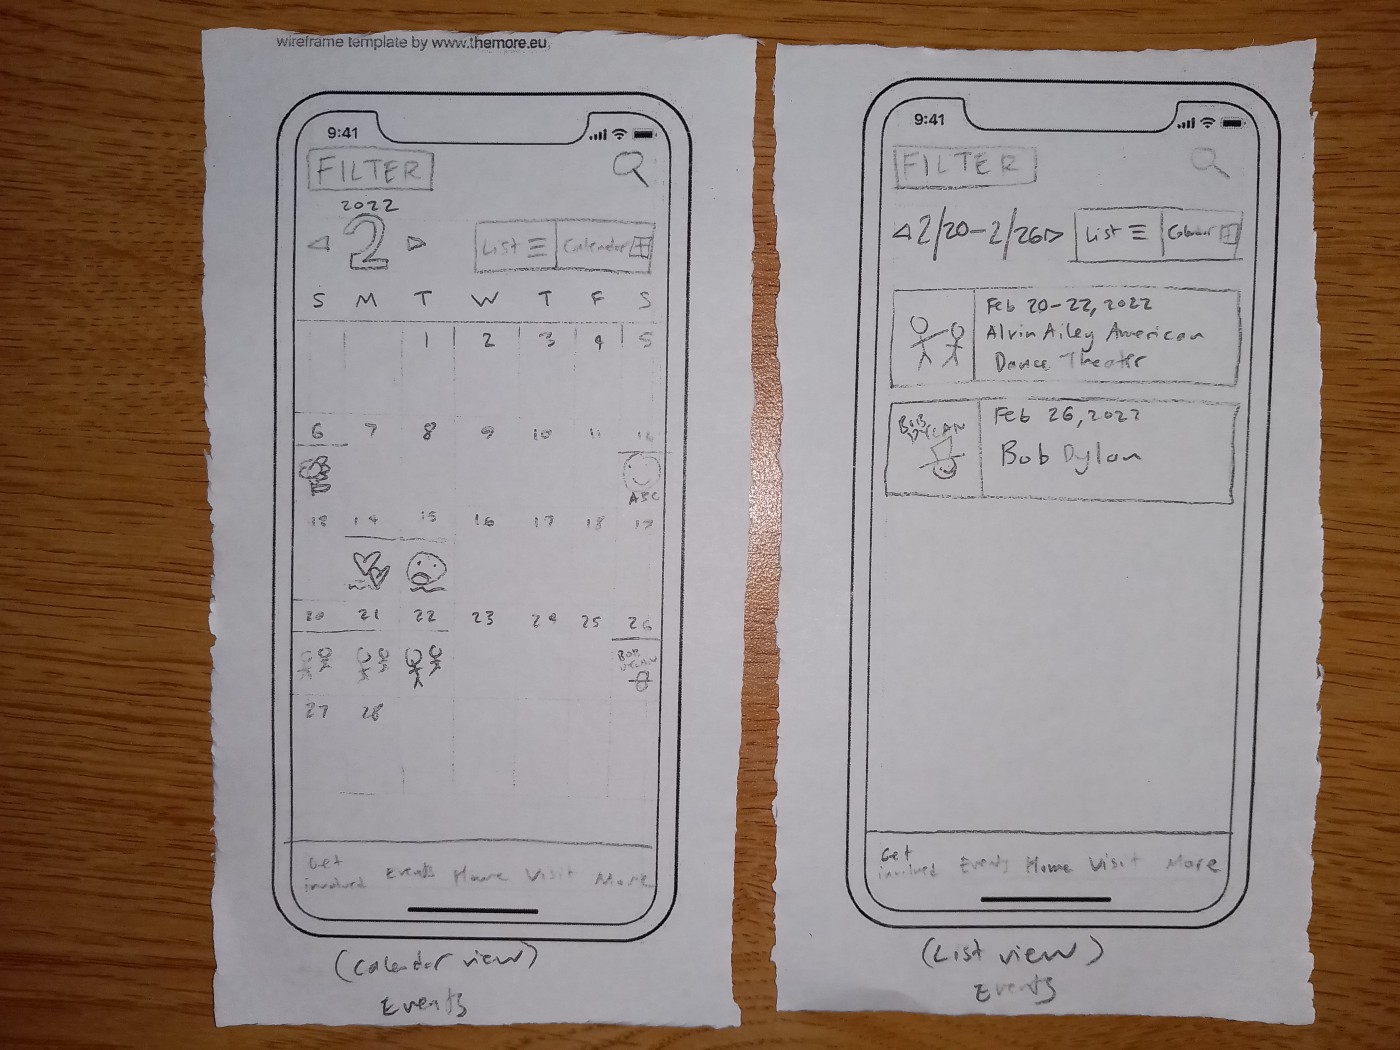 wireframe template by www.themore.eu
9:41
FILTER
2022
2
List
Calendar
S M T W T F S
1 2 3 4 5
6 7 8 9 10 11 12
ABC
13 14 15 16 17 18 19
20 21 22 23 24 25 26
BOB
DYLAN
27 28
Get
involved
Events
Home
Visit
More
(Calendar view)
Events
9:41
FILTER
2/20-2/26
List
Calendar
Feb 20-22, 2022
Alvin Ailey American
Dance Theater
BOB
DYLAN
Feb 26, 2022
Bob Dylan
Get
involved
Events
Home
Visit
More
(List view)
Events